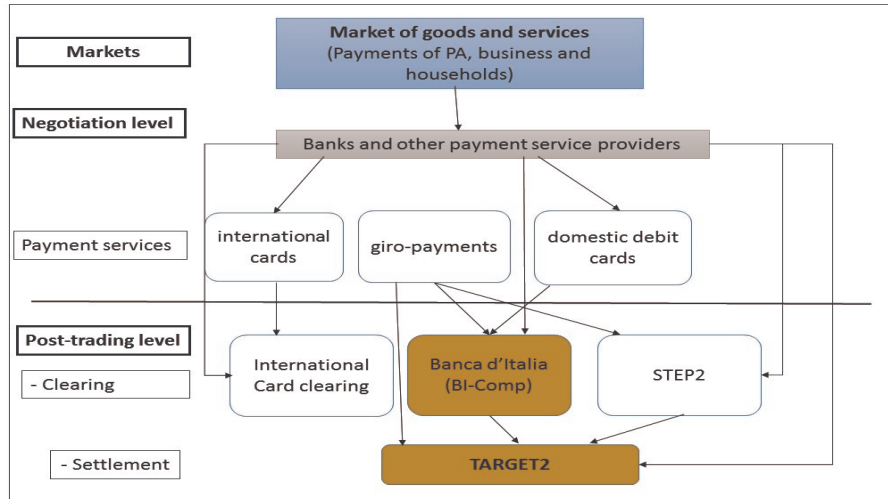 Markets
Market of goods and services
(Payments of PA, business and
households)
Negotiation level
Banks and other payment service providers
Payment services
international
cards
giro-payments
domestic debit
cards
Post-trading level
- Clearing
International
Card clearing
Banca d'Italia
(BI-Comp)
STEP2
- Settlement
TARGET2